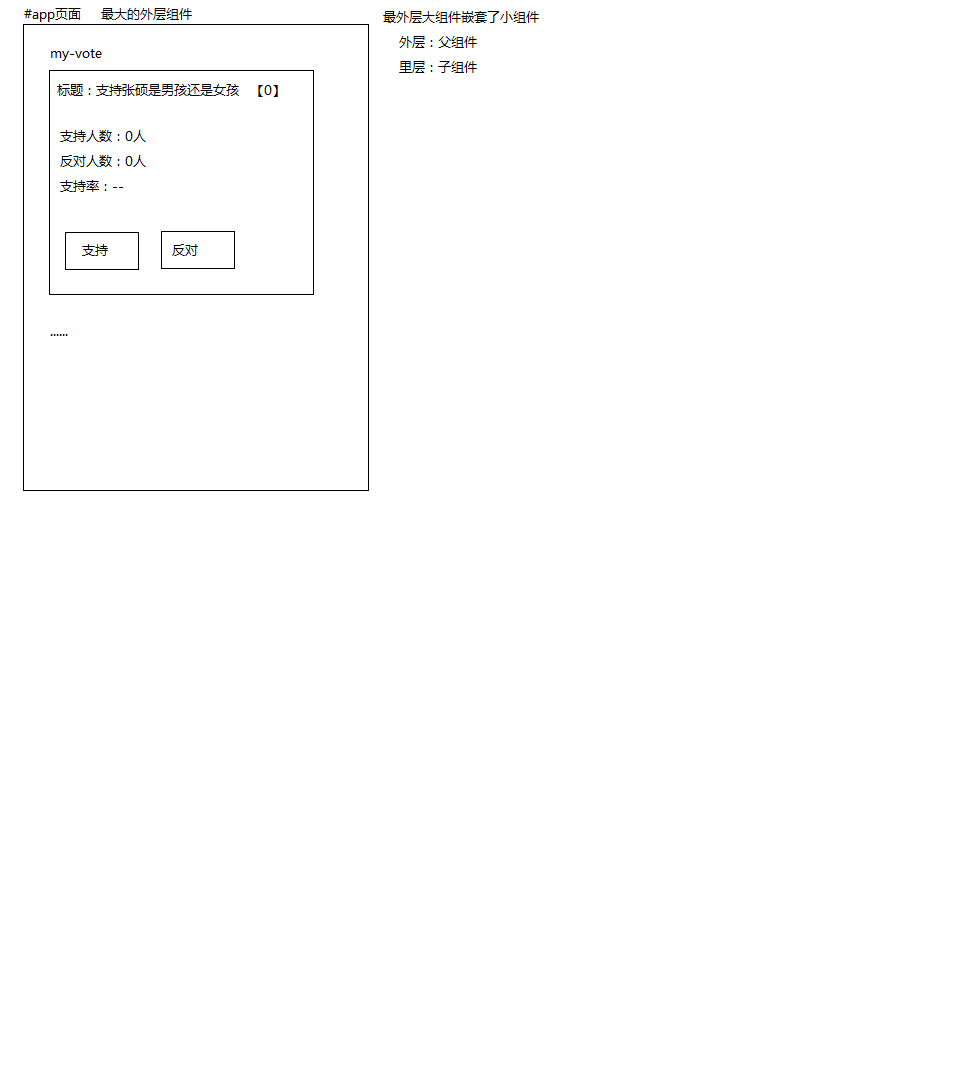 #app页面 最大的外层组件
最外层大组件嵌套了小组件
外层：父组件
里层：子组件
my-vote
标题：支持张硕是男孩还是女孩 【0】
支持人数：0人
反对人数：0人
支持率：--
支持
反对
......